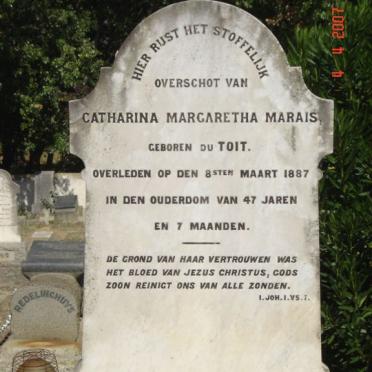 HIER RUST HET STOFFELIJK
OVERSCHOT VAN
CATHARINA MARGARETHA MARAIS,
GEBOREN DU TOIT.
OVERLEDEN OP DEN 8STEN MAART 1887
IN DEN OUDERDOM VAN 47 JAREN
EN 7 MAANDEN.
DE GROND VAN HAAR VERTROUWEN WAS
HET BLOED VAN JEZUS CHRISTUS, GODS
ZOON REINIGT ONS VAN ALLE ZONDEN.
I. JOH. I. VS. 7.
REDELINGHUYS
4 4 2007